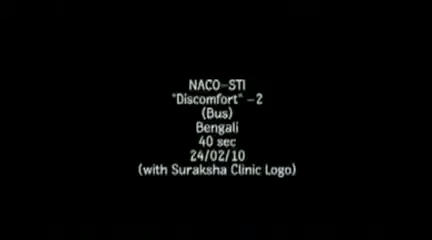 NACO-STI
"Discomfort" -2
(Bus)
Bengali
40 sec
24/02/10
(with Suraksha Clinic Logo)